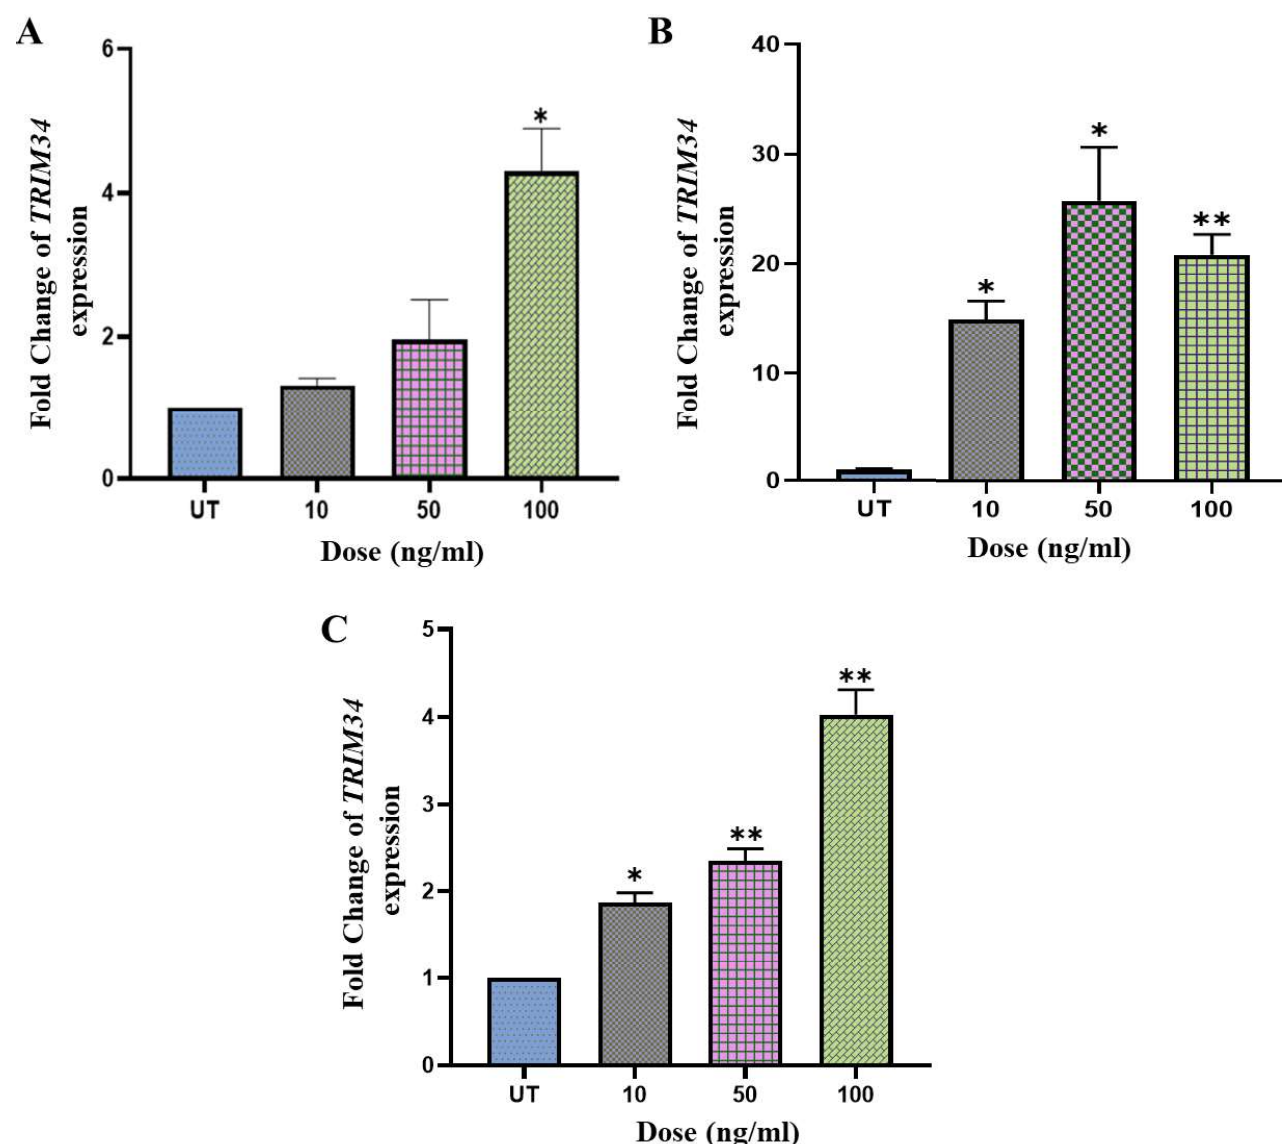 A
6
4
2
0
Fold Change of TRIM34
expression
*
UT 10 50 100
Dose (ng/ml)
B
40
30
20
10
0
Fold Change of TRIM34
expression
* * **
UT 10 50 100
Dose (ng/ml)
C
5
4
3
2
1
0
Fold Change of TRIM34
expression
* ** **
UT 10 50 100
Dose (ng/ml)